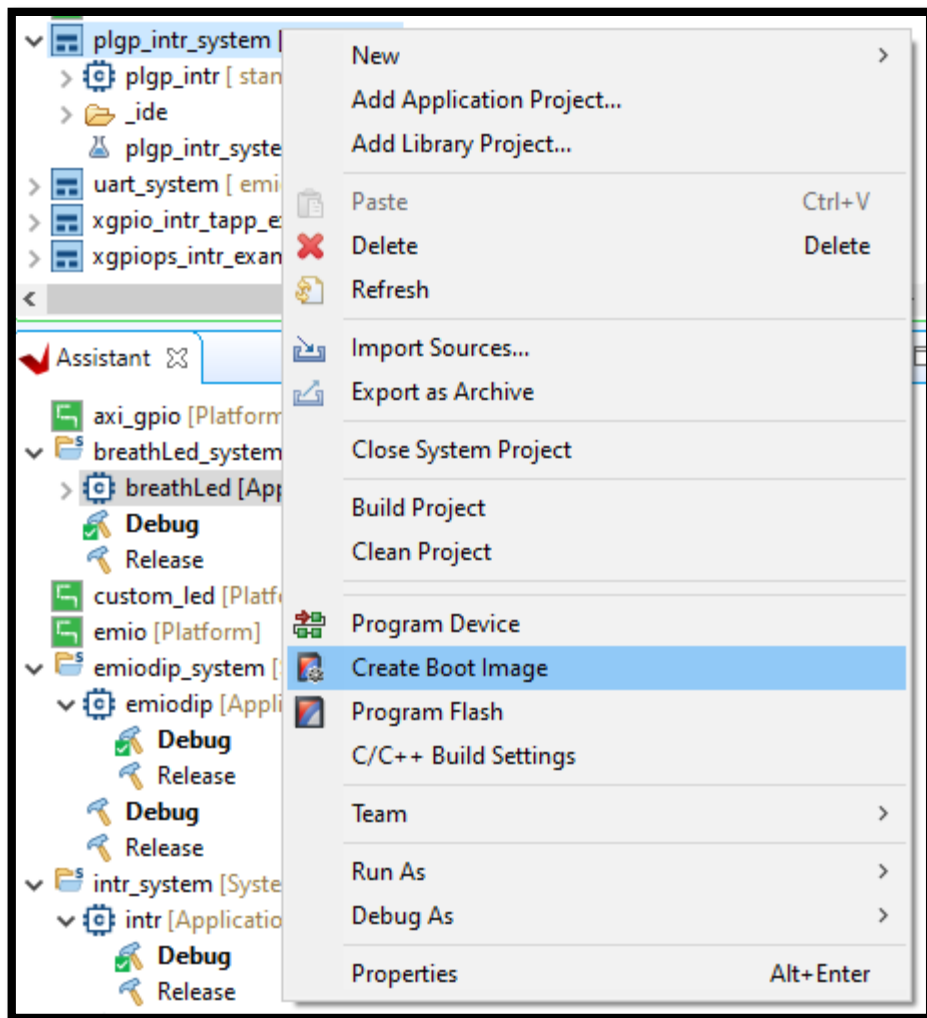 plgp_intr_system [
plgp_intr [ stan
_ide
plgp_intr_syste
uart_system [ emi
xgpio_intr_tapp_e
xgpiops_intr_exam
Assistant
axi_gpio [Platform
breathLed_system
breathLed [App
Debug
Release
custom_led [Platf
emio [Platform]
emiodip_system [
emiodip [Appli
Debug
Release
Debug
Release
intr_system [Syste
intr [Applicatio
Debug
Release
New
Add Application Project...
Add Library Project...
Paste Ctrl+V
Delete Delete
Refresh
Import Sources...
Export as Archive
Close System Project
Build Project
Clean Project
Program Device
Create Boot Image
Program Flash
C/C++ Build Settings
Team
Run As
Debug As
Properties Alt+Enter